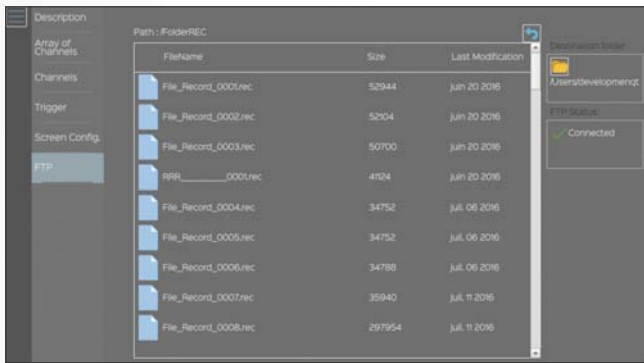 Description
Array of
Channels
Channels
Trigger
Screen Config.
FTP
Path : /FolderREC
FileName Size Last Modification
File_Record_0001.rec 52944 juin 20 2016
File_Record_0002.rec 52104 juin 20 2016
File_Record_0003.rec 50700 juin 20 2016
RRR________0001.rec 41124 juin 20 2016
File_Record_0004.rec 34752 juil. 06 2016
File_Record_0005.rec 34752 juil. 06 2016
File_Record_0006.rec 34788 juil. 06 2016
File_Record_0007.rec 35940 juil. 11 2016
File_Record_0008.rec 297954 juil. 11 2016
Destination folder
/Users/developmenqt
FTP Status:
Connected